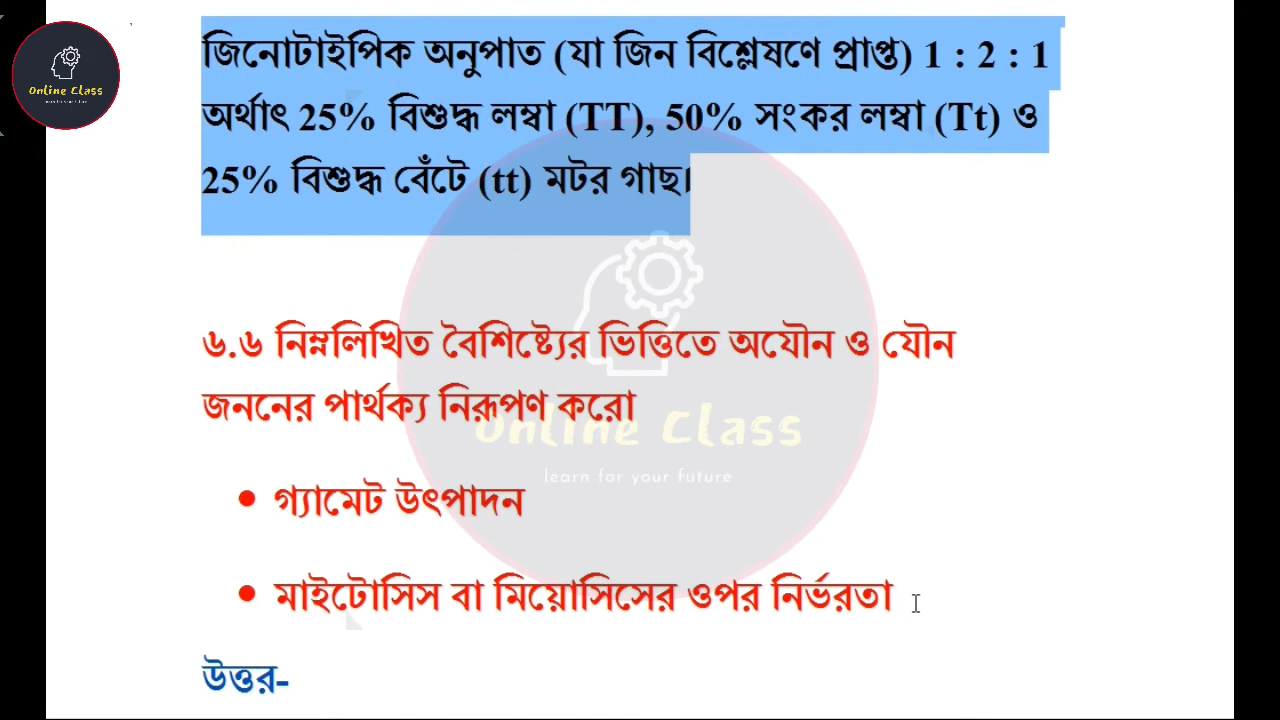 Online Class
জিনোটাইপিক অনুপাত (যা জিন বিশ্লেষণে প্রাপ্ত) 1 : 2 : 1
অর্থাৎ 25% বিশুদ্ধ লম্বা (TT), 50% সংকর লম্বা (Tt) ও
25% বিশুদ্ধ বেঁটে (tt) মটর গাছ।
৬.৬ নিম্নলিখিত বৈশিষ্ট্যের ভিত্তিতে অযৌন ও যৌন
জননের পার্থক্য নিরূপণ করো
Online Class
learn for your future
• গ্যামেট উৎপাদন
• মাইটোসিস বা মিয়োসিসের ওপর নির্ভরতা
উত্তর-